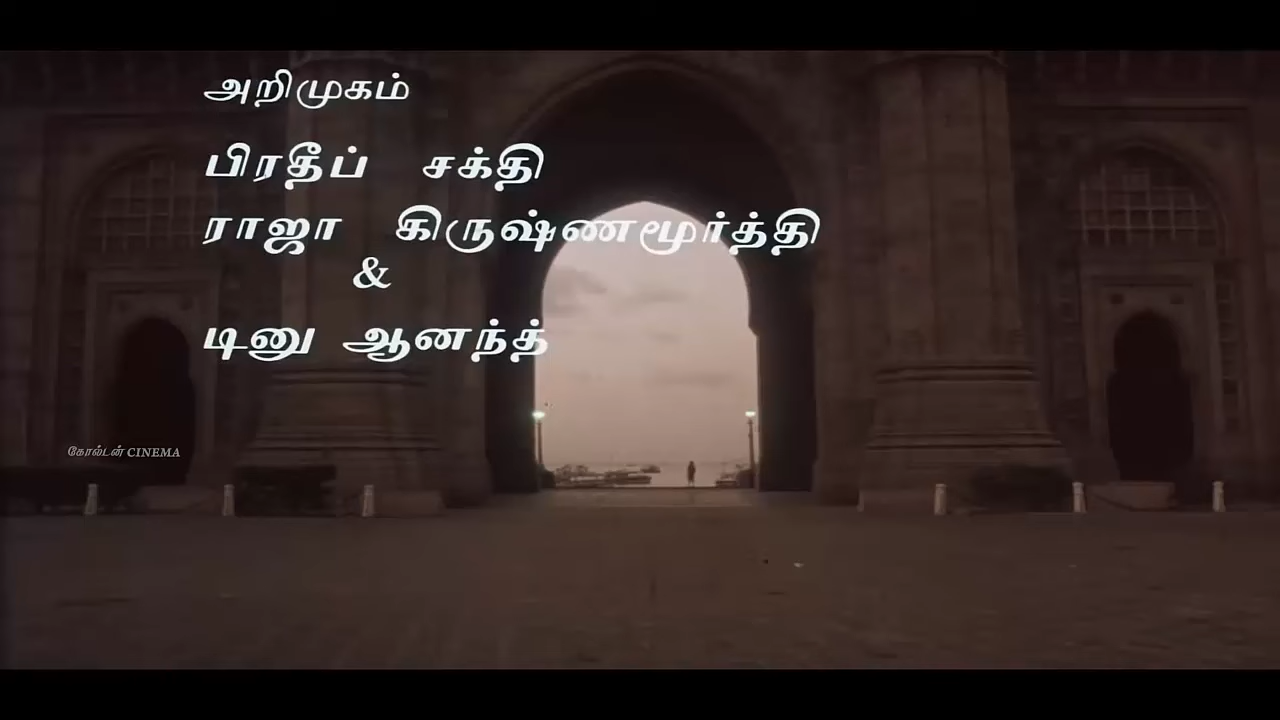 அறிமுகம்
பிரதீப் சக்தி
ராஜா கிருஷ்ணமூர்த்தி
&
டினு ஆனந்த்
கோல்டன் CINEMA